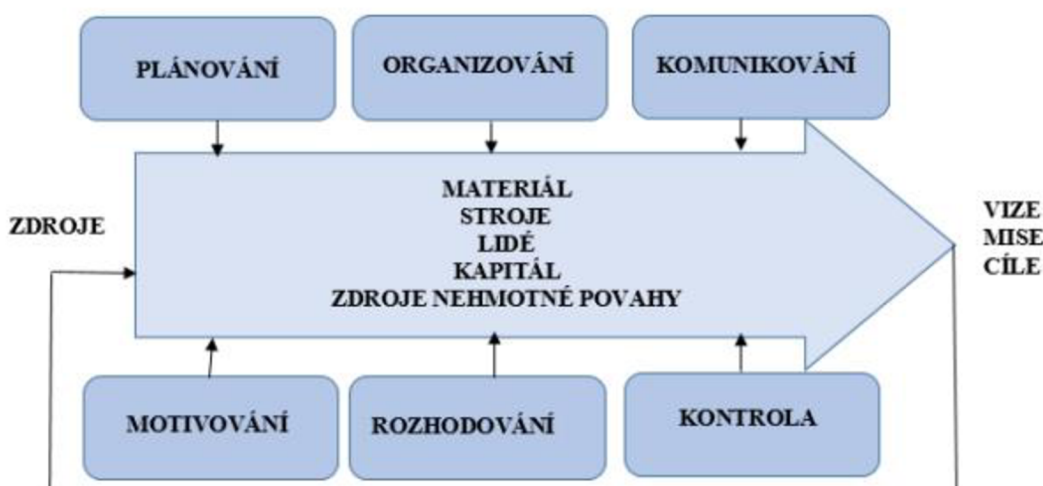 PLÁNOVÁNÍ
ORGANIZOVÁNÍ
KOMUNIKOVÁNÍ
ZDROJE
MATERIÁL
STROJE
LIDÉ
KAPITÁL
ZDROJE NEHMOTNÉ POVAHY
VIZE
MISE
CÍLE
MOTIVOVÁNÍ
ROZHODOVÁNÍ
KONTROLA